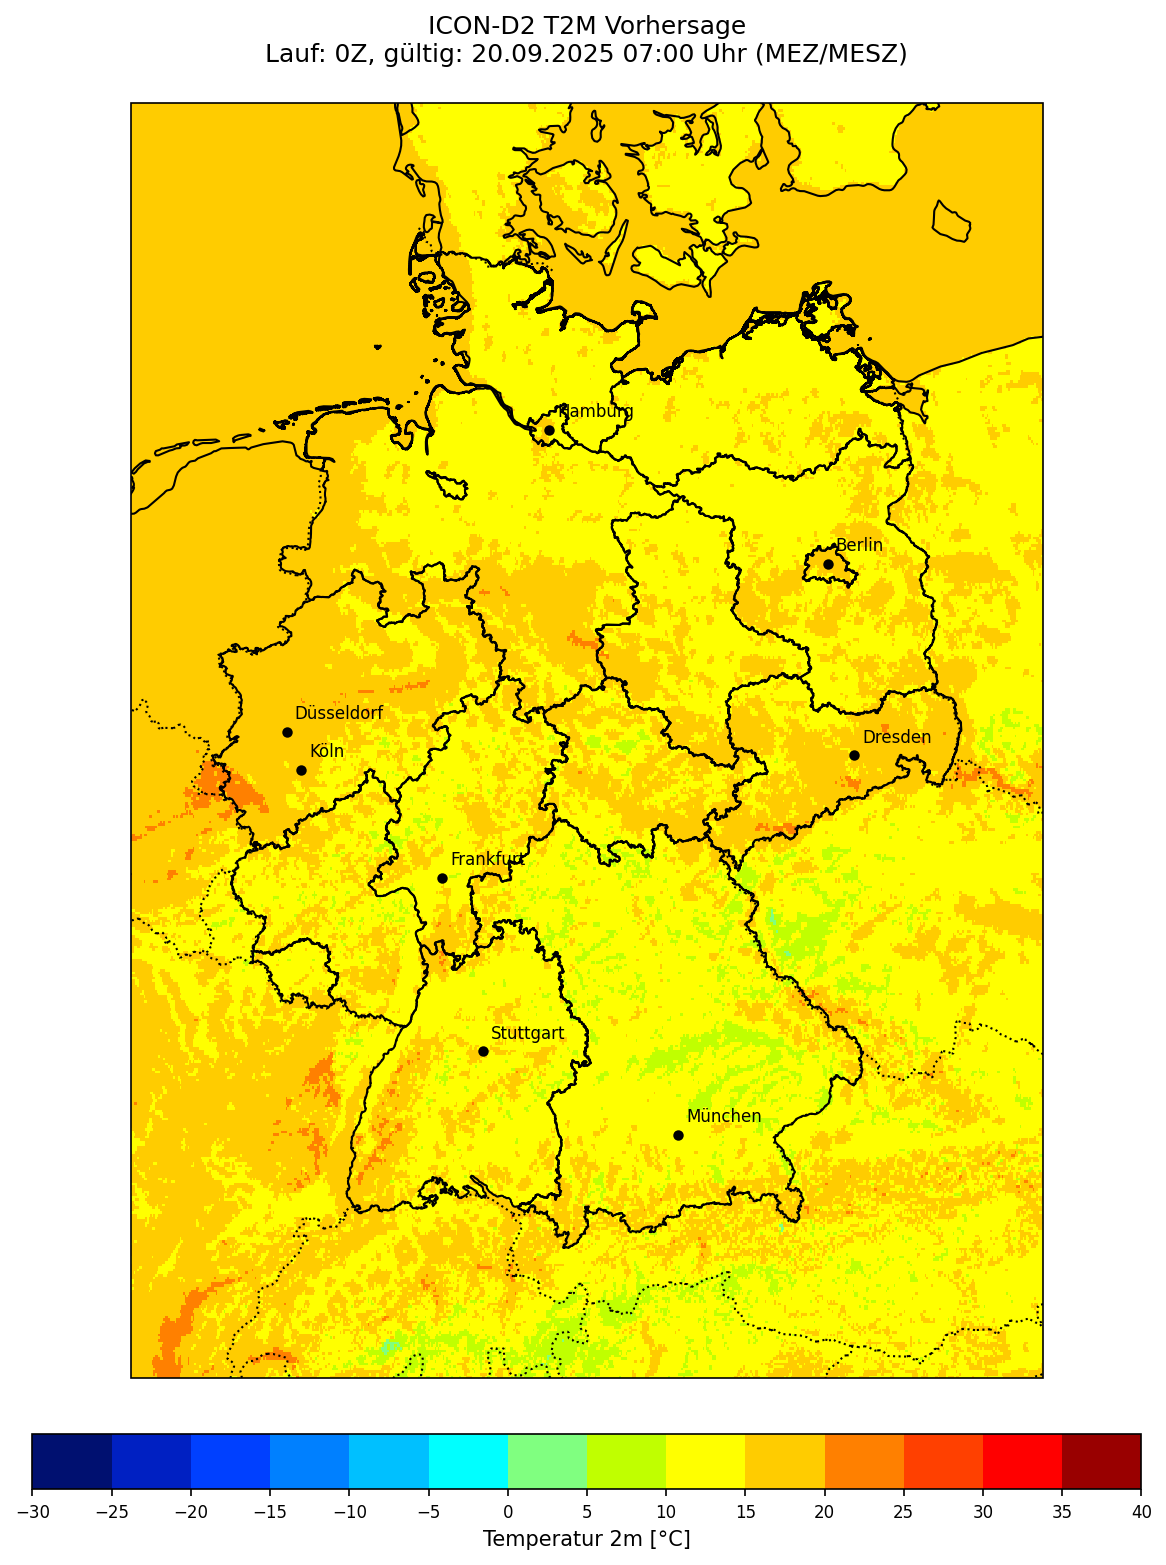 ICON-D2 T2M Vorhersage
Lauf: 0Z, gültig: 20.09.2025 07:00 Uhr (MEZ/MESZ)
Hamburg
Berlin
Düsseldorf
Dresden
Köln
Frankfurt
Stuttgart
München
−30 −25 −20 −15 −10 −5 0 5 10 15 20 25 30 35 40
Temperatur 2m [°C]